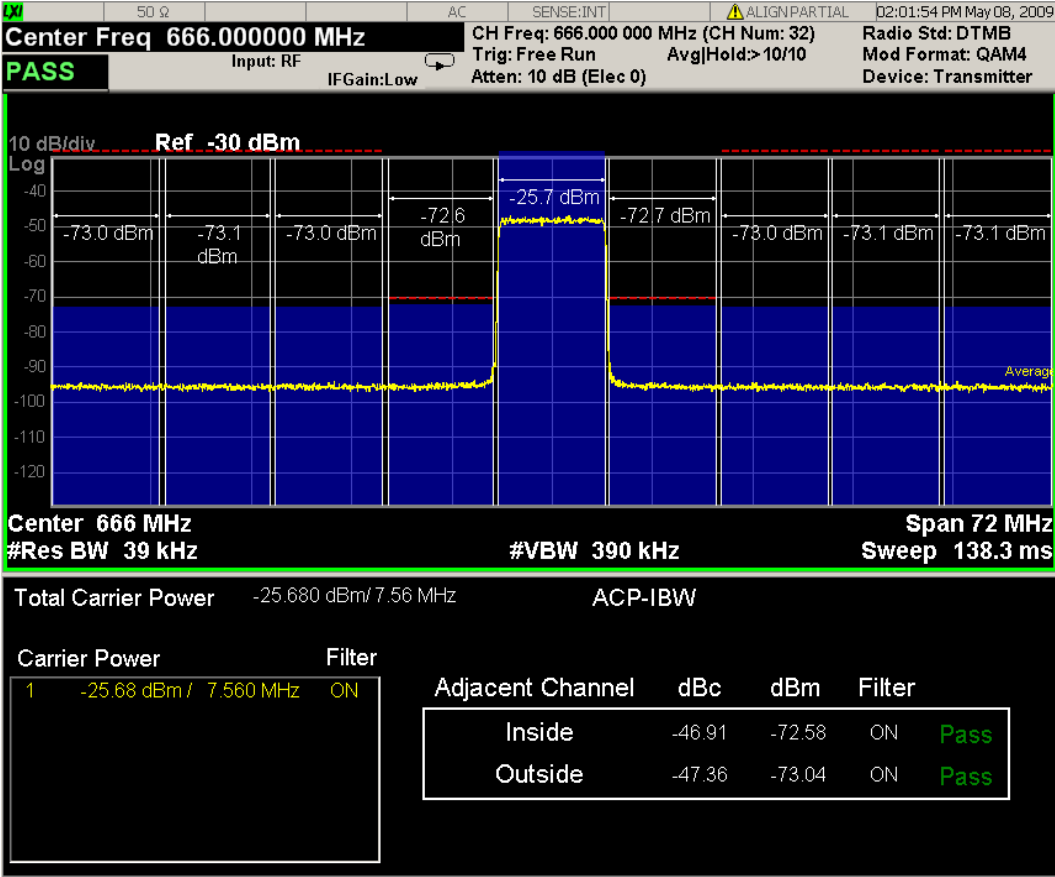 LXI 50 Ω AC SENSE:INT ALIGN PARTIAL 02:01:54 PM May 08, 2009
Center Freq 666.000000 MHz
CH Freq: 666.000 000 MHz (CH Num: 32)
Radio Std: DTMB
PASS
Input: RF
IFGain:Low
Trig: Free Run
Avg|Hold:>10/10
Mod Format: QAM4
Atten: 10 dB (Elec 0)
Device: Transmitter
10 dB/div
Ref -30 dBm
Log
-40
-50
-60
-70
-80
-90
-100
-110
-120
-73.0 dBm
-73.1
dBm
-73.0 dBm
-72.6
dBm
-25.7 dBm
-72.7 dBm
-73.0 dBm
-73.1 dBm
-73.1 dBm
Average
Center 666 MHz
Span 72 MHz
#Res BW 39 kHz
#VBW 390 kHz
Sweep 138.3 ms
Total Carrier Power -25.680 dBm/ 7.56 MHz
ACP-IBW
Carrier Power Filter
1 -25.68 dBm / 7.560 MHz ON
Adjacent Channel dBc dBm Filter
Inside -46.91 -72.58 ON Pass
Outside -47.36 -73.04 ON Pass